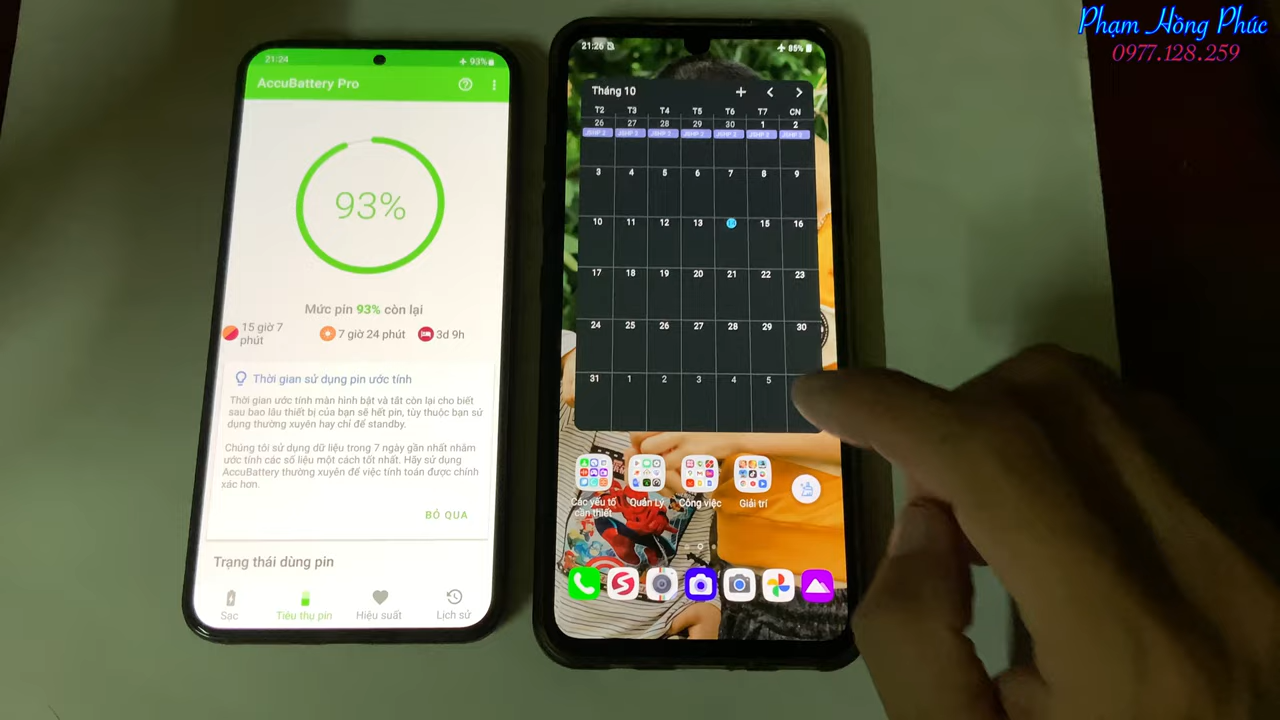 Phạm Hồng Phúc
0977.128.259
21:24
93%
AccuBattery Pro
93%
Mức pin 93% còn lại
15 giờ 7 phút
7 giờ 24 phút
3d 9h
Thời gian sử dụng pin ước tính
Thời gian ước tính màn hình bật và tắt còn lại cho biết
sau bao lâu thiết bị của bạn sẽ hết pin, tùy thuộc bạn sử
dụng thường xuyên hay chỉ để standby.
Chúng tôi sử dụng dữ liệu trong 7 ngày gần nhất nhằm
ước tính các số liệu một cách tốt nhất. Hãy sử dụng
AccuBattery thường xuyên để việc tính toán được chính
xác hơn.
BỎ QUA
Trạng thái dùng pin
Sạc Tiêu thụ pin Hiệu suất Lịch sử
21:26
85%
Tháng 10
T2 T3 T4 T5 T6 T7 CN
26 27 28 29 30 1 2
3 4 5 6 7 8 9
10 11 12 13 14 15 16
17 18 19 20 21 22 23
24 25 26 27 28 29 30
31 1 2 3 4 5
Các yếu tố cần thiết
Quản Lý
Công việc
Giải trí